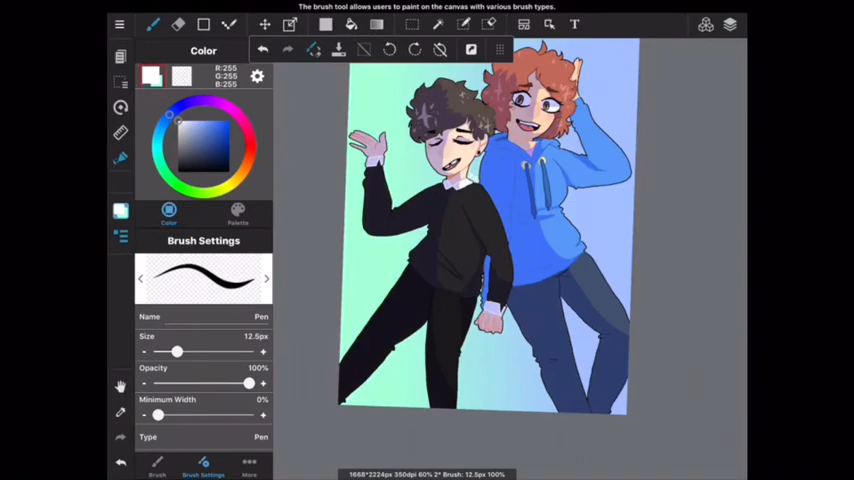 The brush tool allows users to paint on the canvas with various brush types.
T
Color
R:255
G:255
B:255
Color
Palette
Brush Settings
Name Pen
Size 12.5px
- +
Opacity 100%
- +
Minimum Width 0%
- +
Type Pen
Brush Brush Settings More
1668*2224px 350dpi 60% 2° Brush: 12.5px 100%